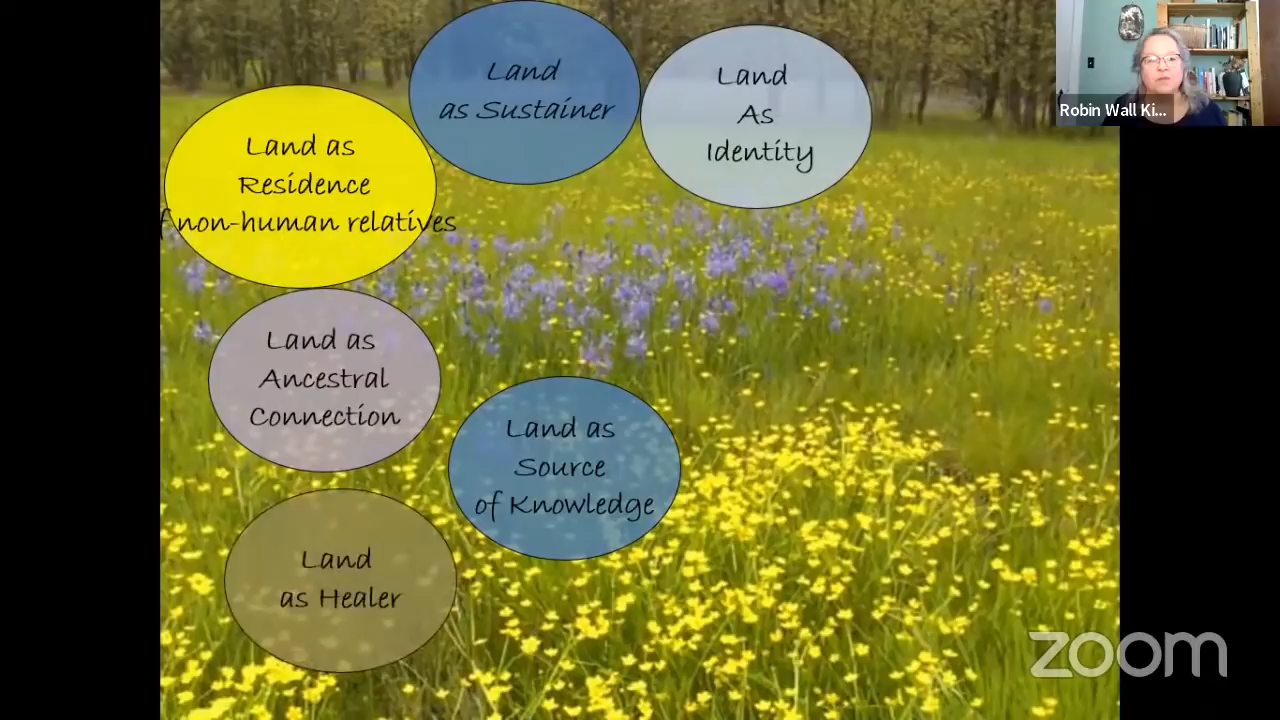 Land
as Sustainer
Land
As
Identity
Robin Wall Ki...
Land as
Residence
non-human relatives
Land as
Ancestral
Connection
Land as
Source
of Knowledge
Land
as Healer
zoom